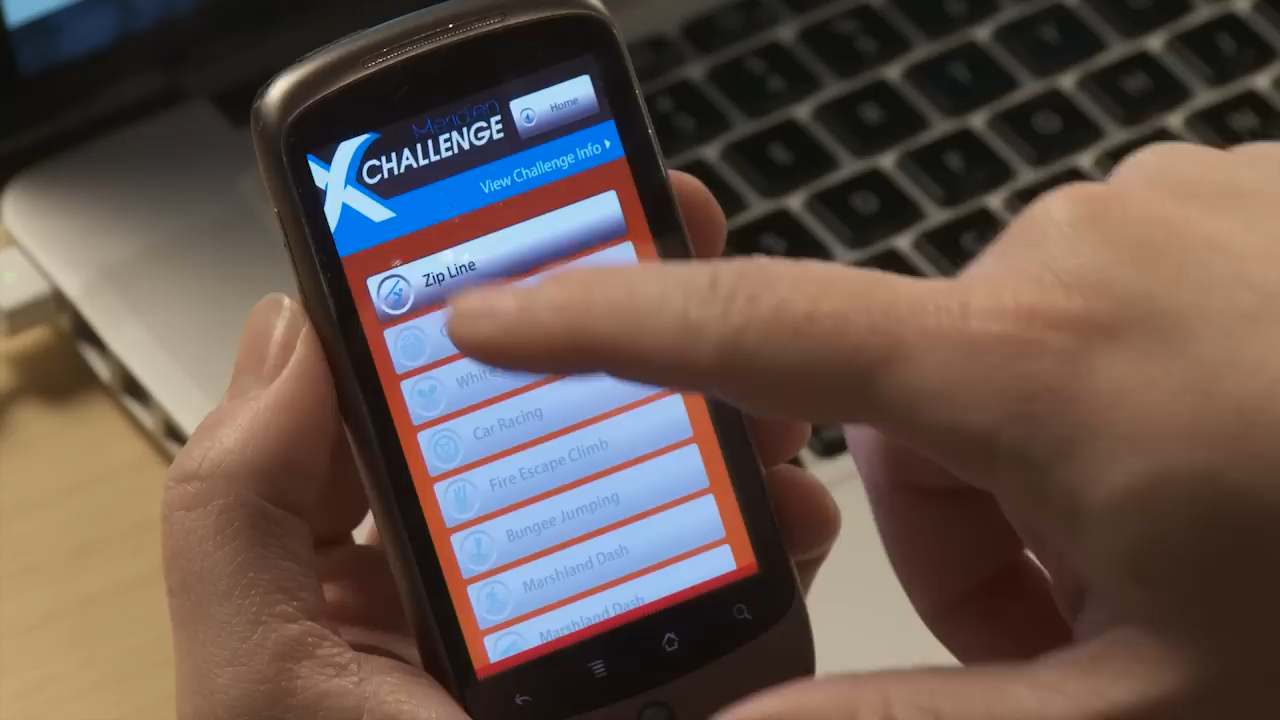 Meridian
CHALLENGE
Home
View Challenge Info
Zip Line
White
Car Racing
Fire Escape Climb
Bungee Jumping
Marshland Dash
Marshland Dash